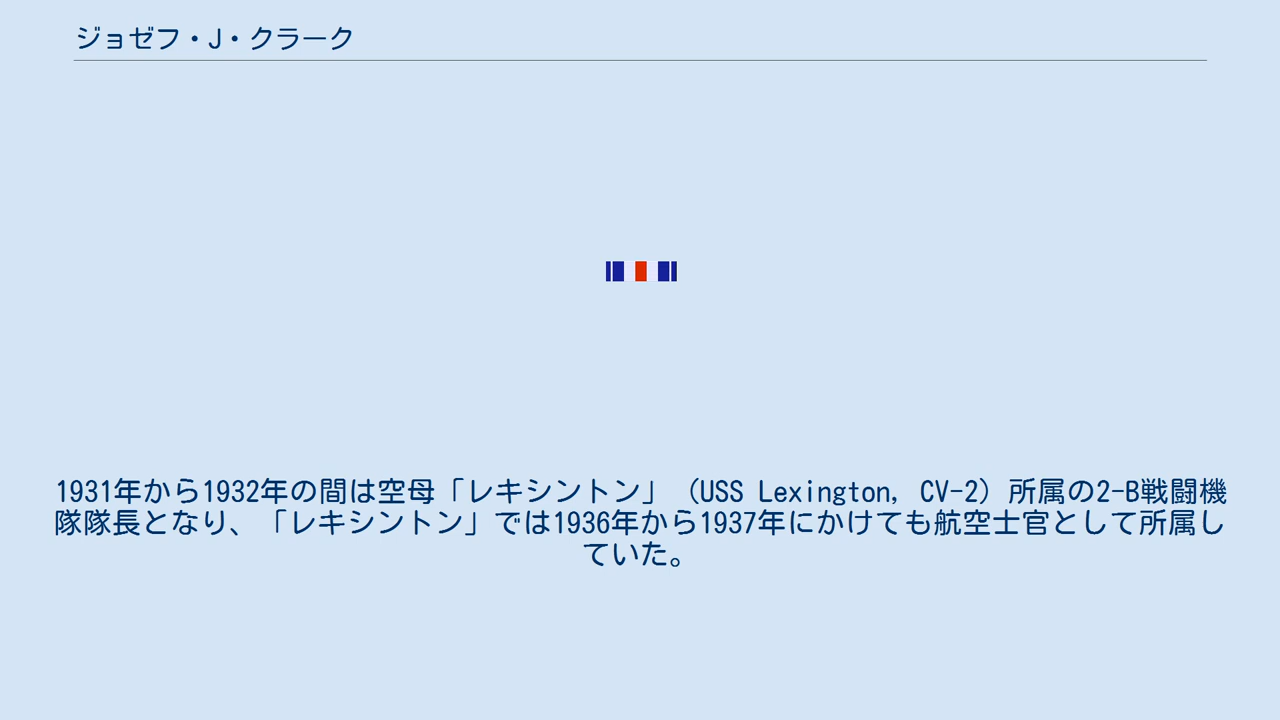 ジョゼフ・J・クラーク
1931年から1932年の間は空母「レキシントン」（USS Lexington, CV-2）所属の2-B戦闘機
隊隊長となり、「レキシントン」では1936年から1937年にかけても航空士官として所属し
ていた。